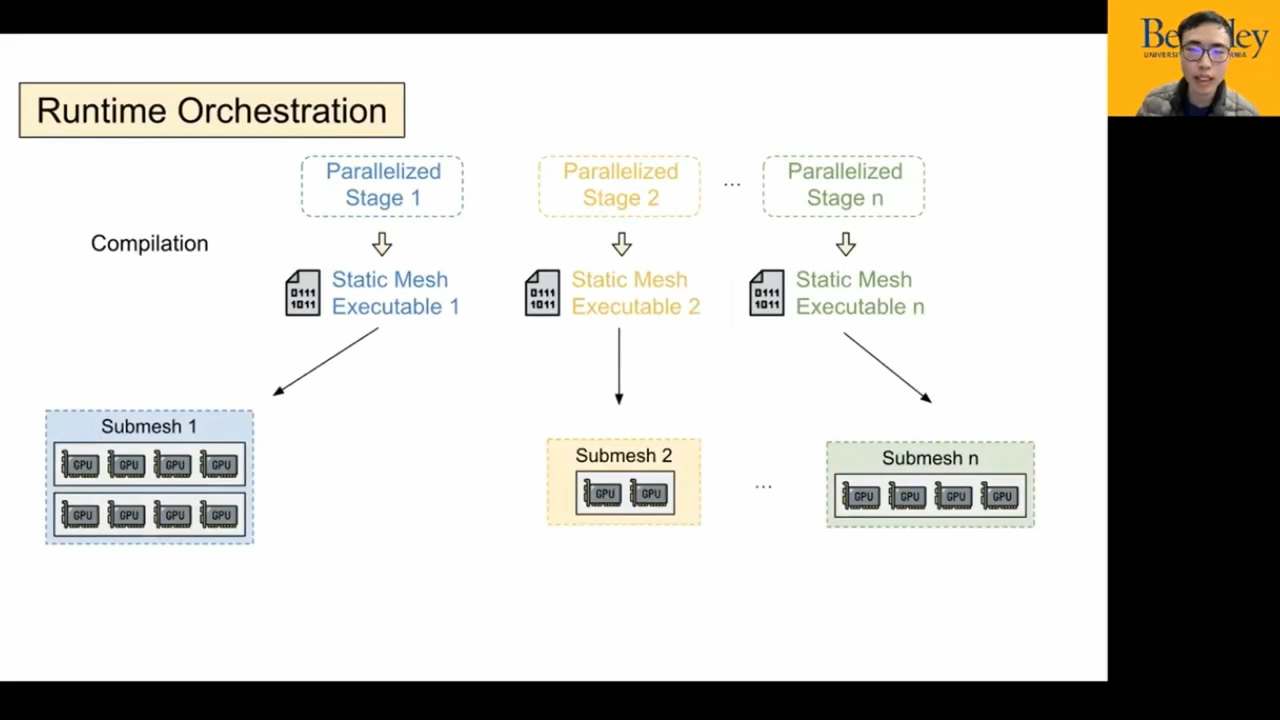 Runtime Orchestration
Parallelized
Stage 1
Parallelized
Stage 2
...
Parallelized
Stage n
Compilation
0111
1011
Static Mesh
Executable 1
0111
1011
Static Mesh
Executable 2
0111
1011
Static Mesh
Executable n
Submesh 1
GPU GPU GPU GPU
GPU GPU GPU GPU
Submesh 2
GPU GPU
...
Submesh n
GPU GPU GPU GPU